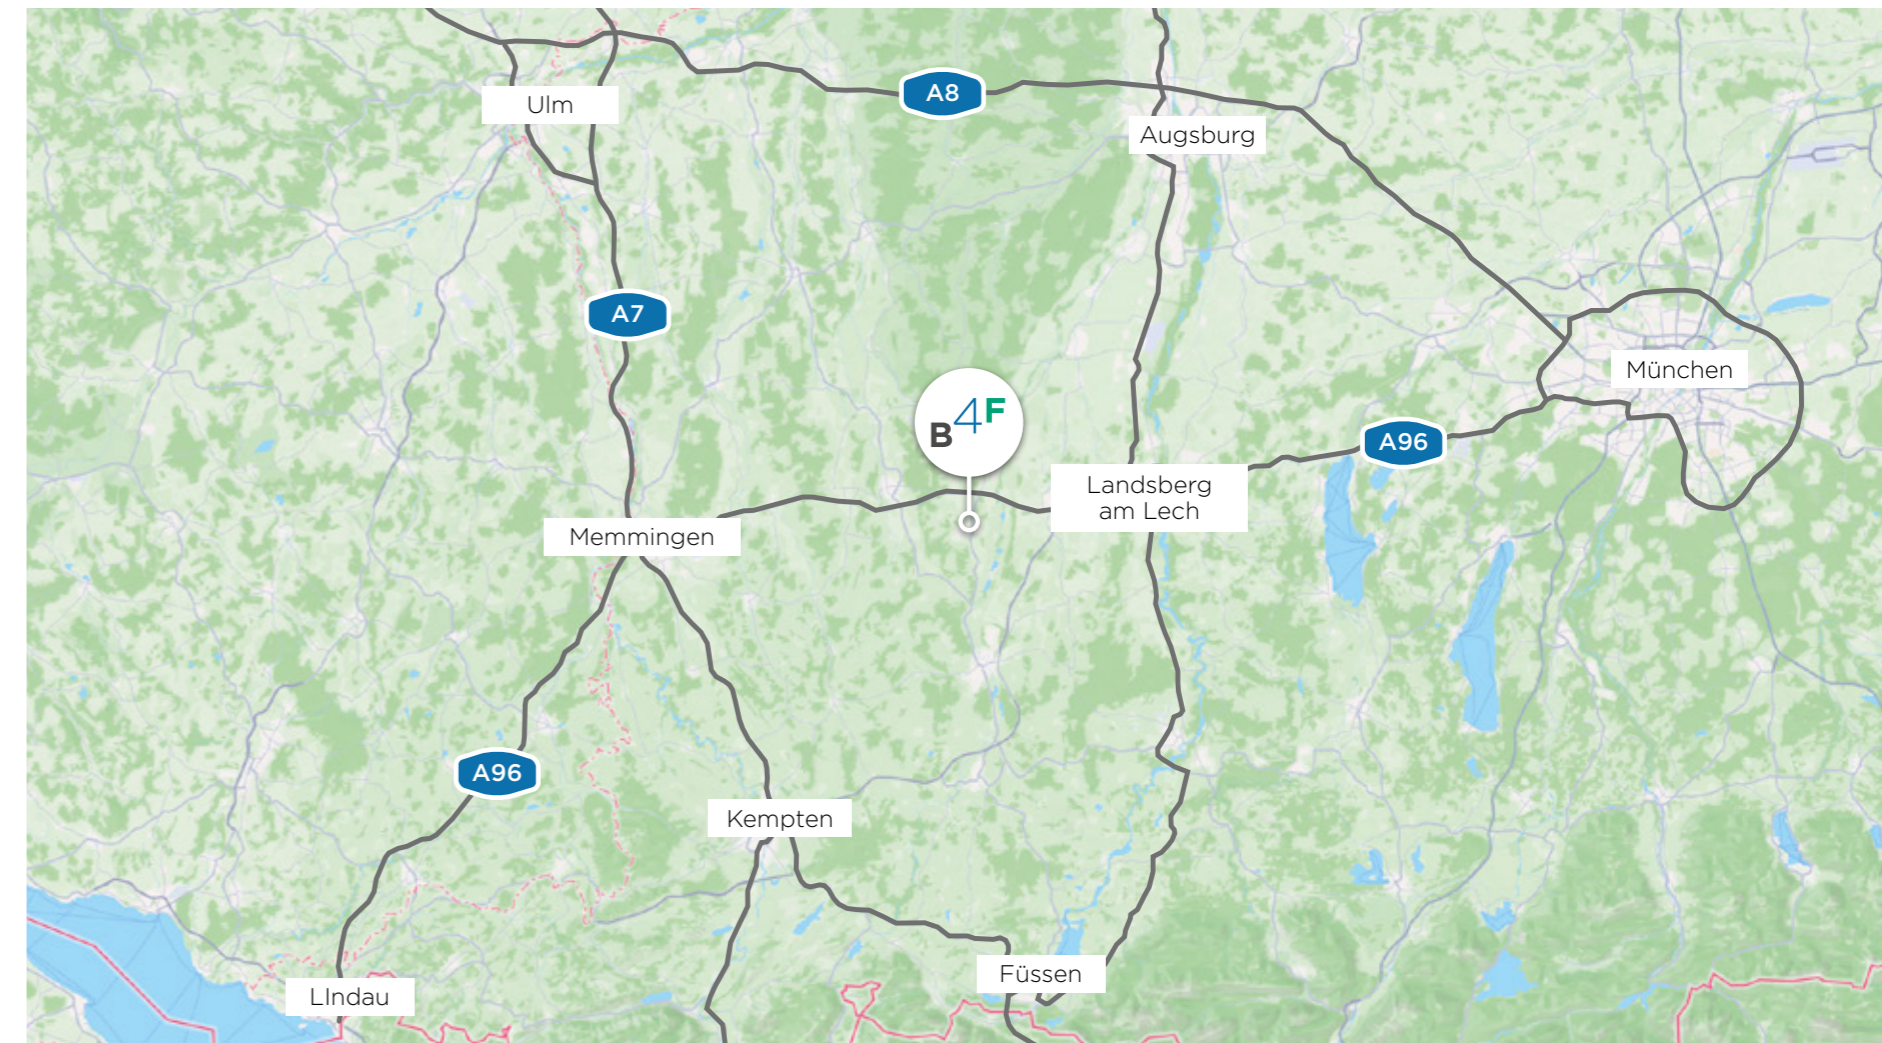 A8
Ulm
Augsburg
A7
München
B4F
A96
Landsberg
am Lech
Memmingen
A96
Kempten
Füssen
LIndau